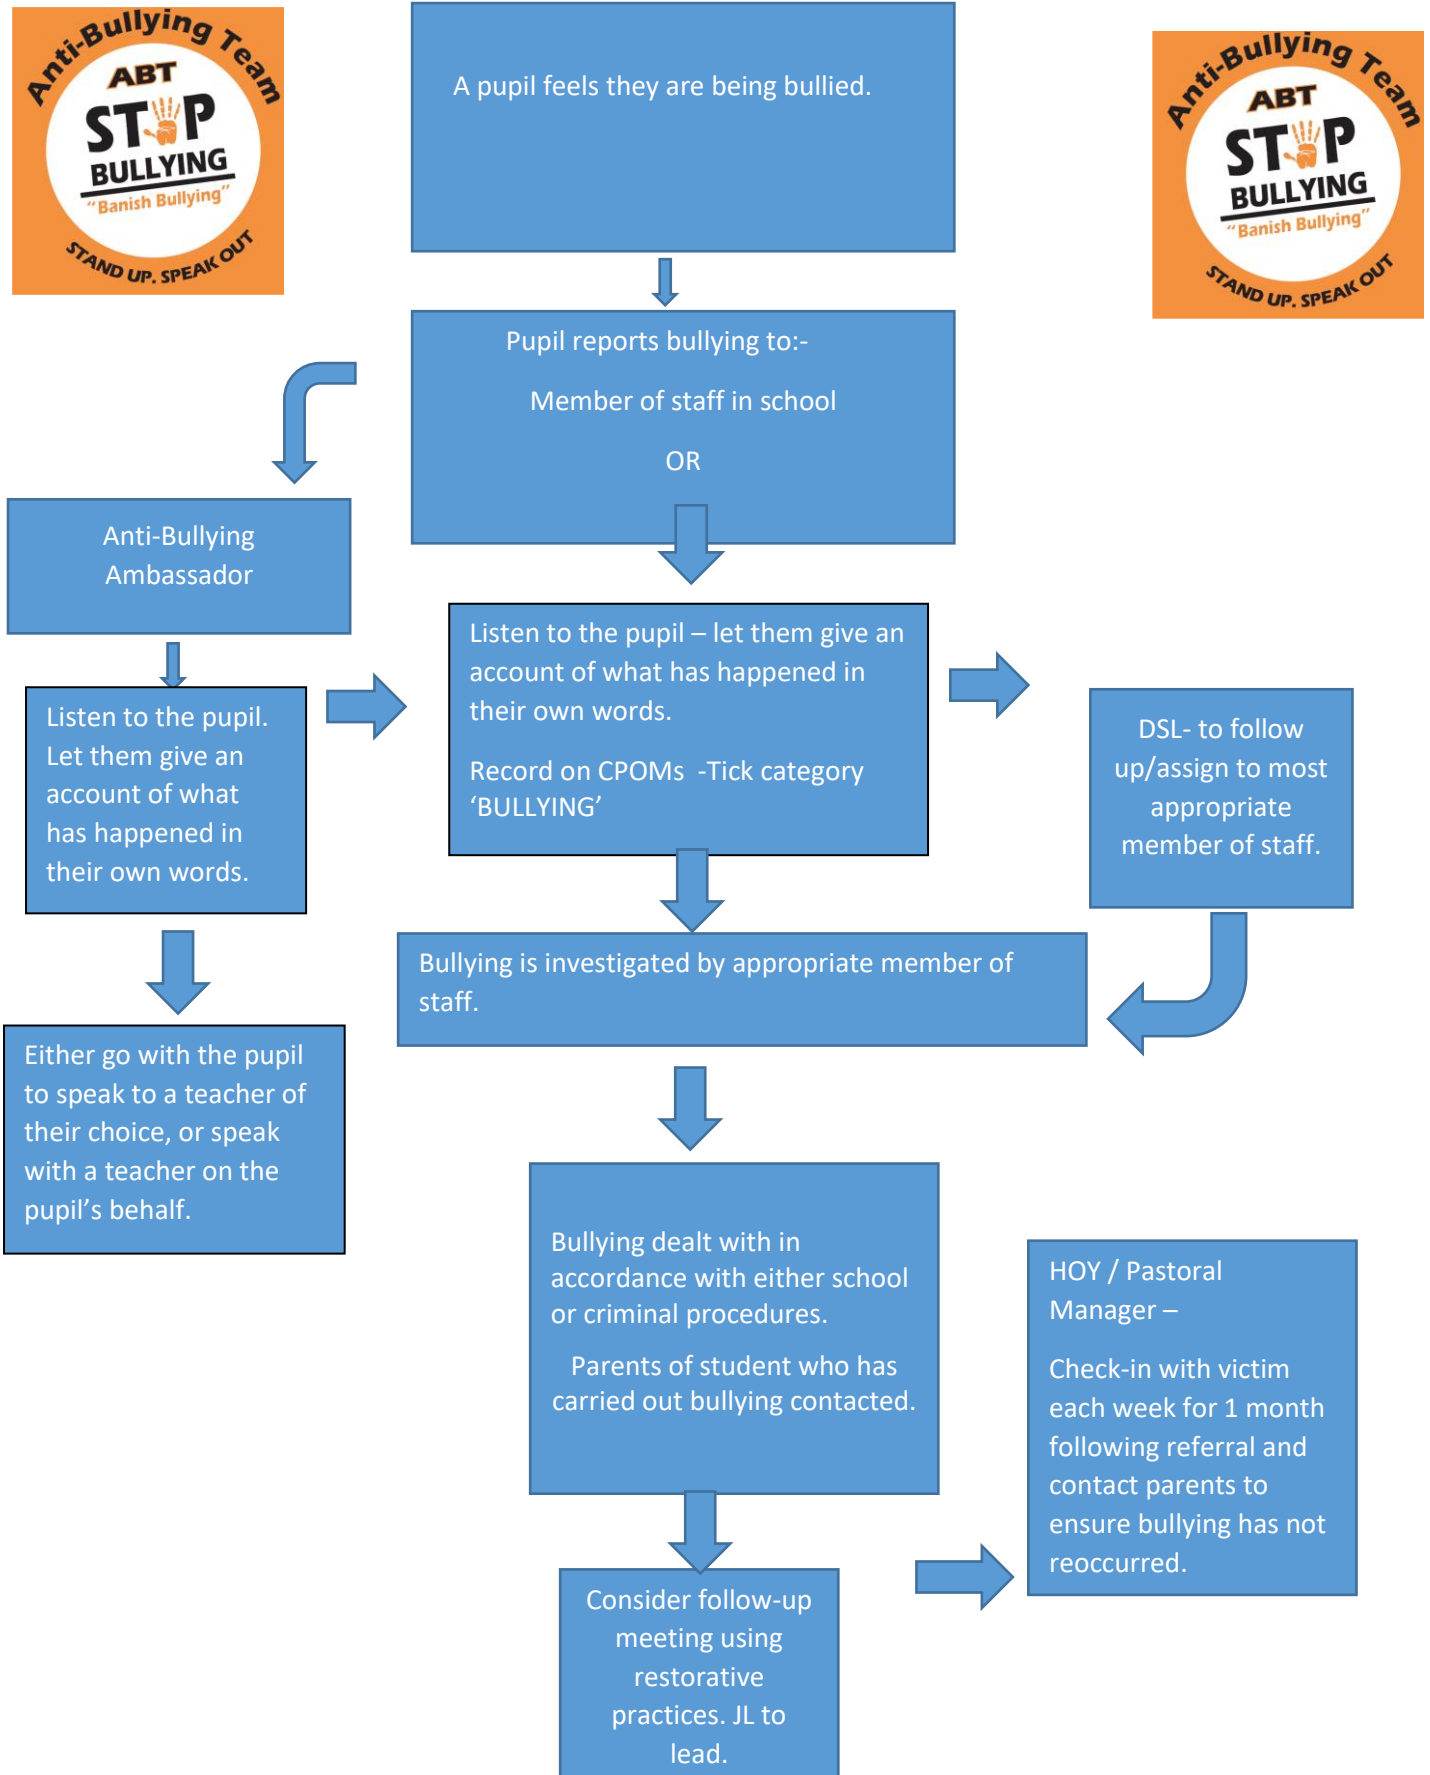 Anti-Bullying Team
ABT
STOP
BULLYING
“Banish Bullying”
STAND UP. SPEAK OUT
A pupil feels they are being bullied.
Anti-Bullying Team
ABT
STOP
BULLYING
“Banish Bullying”
STAND UP. SPEAK OUT
Pupil reports bullying to:-
Member of staff in school
OR
Anti-Bullying
Ambassador
Listen to the pupil.
Let them give an
account of what
has happened in
their own words.
Listen to the pupil – let them give an
account of what has happened in
their own words.
Record on CPOMs -Tick category
‘BULLYING’
DSL- to follow
up/assign to most
appropriate
member of staff.
Bullying is investigated by appropriate member of
staff.
Either go with the pupil
to speak to a teacher of
their choice, or speak
with a teacher on the
pupil’s behalf.
Bullying dealt with in
accordance with either school
or criminal procedures.
Parents of student who has
carried out bullying contacted.
HOY / Pastoral
Manager –
Check-in with victim
each week for 1 month
following referral and
contact parents to
ensure bullying has not
reoccurred.
Consider follow-up
meeting using
restorative
practices. JL to
lead.